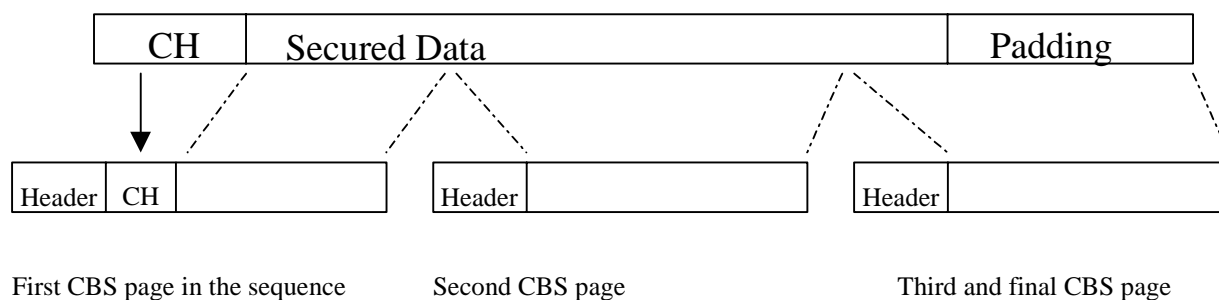 CH Secured Data Padding
Header CH Header Header
First CBS page in the sequence Second CBS page Third and final CBS page